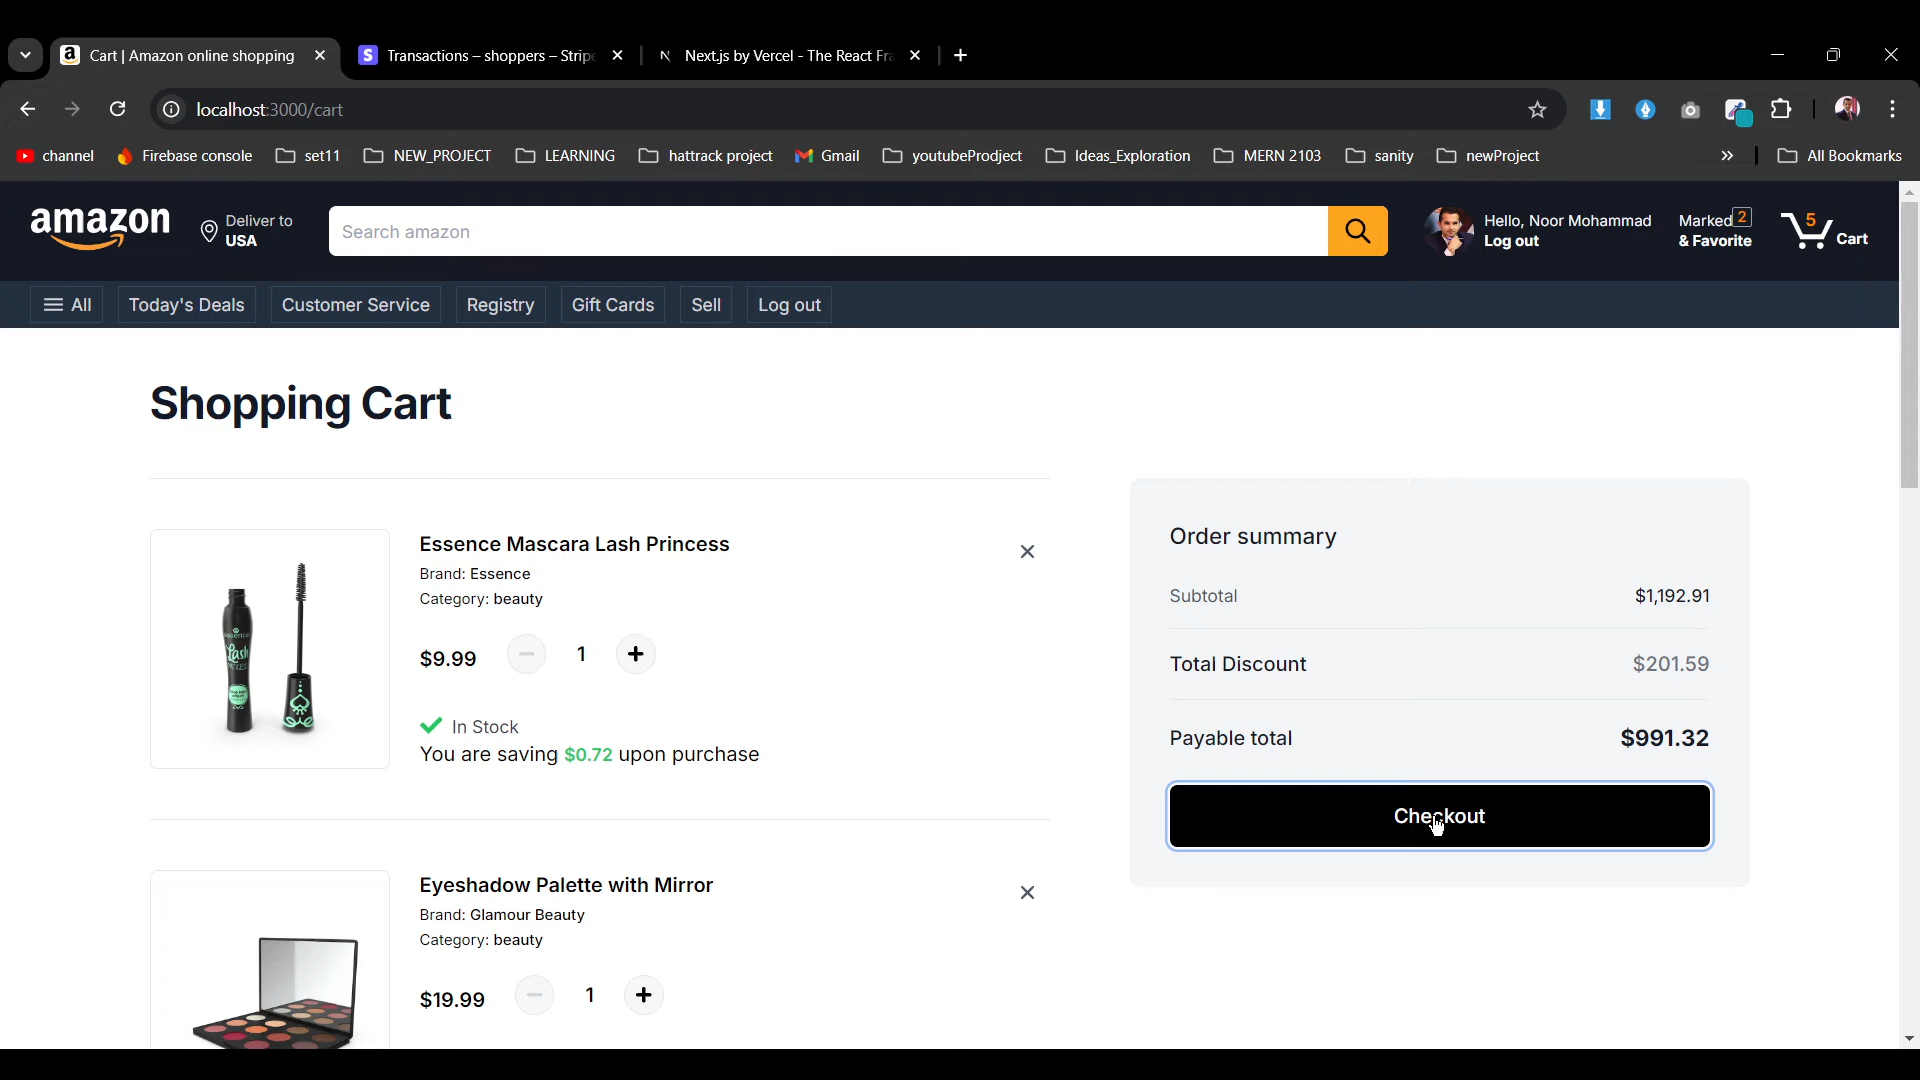 Cart | Amazon online shopping
Transactions – shoppers – Stripe
Next.js by Vercel - The React Fra
localhost:3000/cart
channel
Firebase console
set11
NEW_PROJECT
LEARNING
hattrack project
Gmail
youtubeProdject
Ideas_Exploration
MERN 2103
sanity
newProject
»
All Bookmarks
amazon
Deliver to
USA
Search amazon
Hello, Noor Mohammad
Log out
Marked 2
& Favorite
5
Cart
All
Today's Deals
Customer Service
Registry
Gift Cards
Sell
Log out
Shopping Cart
essence
Lash
PRINCESS
Essence Mascara Lash Princess
Brand: Essence
Category: beauty
$9.99 − 1 +
In Stock
You are saving $0.72 upon purchase
Eyeshadow Palette with Mirror
Brand: Glamour Beauty
Category: beauty
$19.99 − 1 +
Order summary
Subtotal $1,192.91
Total Discount $201.59
Payable total $991.32
Checkout